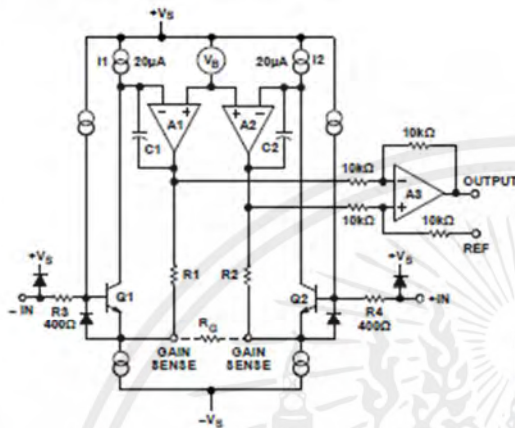 +VS
I1 20µA VB 20µA I2
− + + −
A1 A2
C1 C2
10kΩ
10kΩ − OUTPUT
A3
10kΩ + 10kΩ
REF
+VS R1 R2 +VS
− IN R3 400Ω Q1 Q2 R4 400Ω +IN
RG
GAIN SENSE GAIN SENSE
−VS